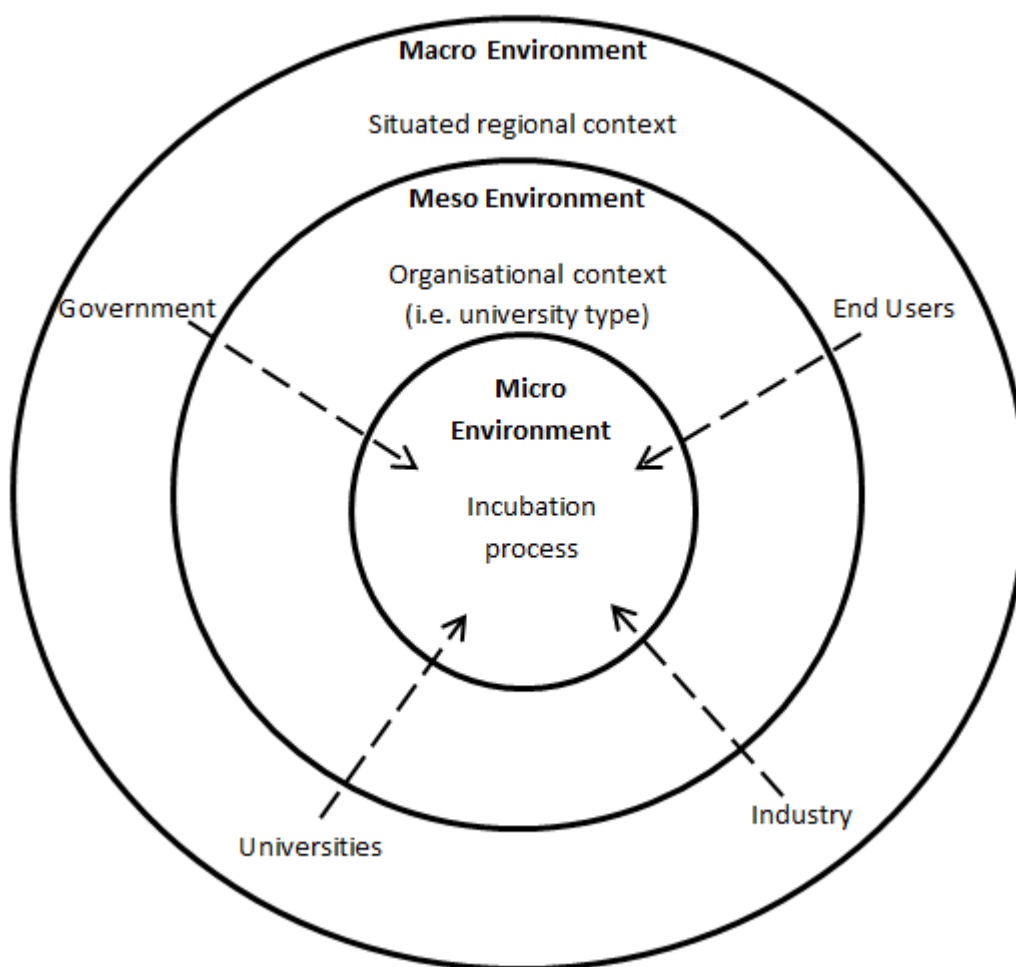 Macro Environment
Situated regional context
Meso Environment
Organisational context
(i.e. university type)
Government
End Users
Micro
Environment
Incubation
process
Industry
Universities